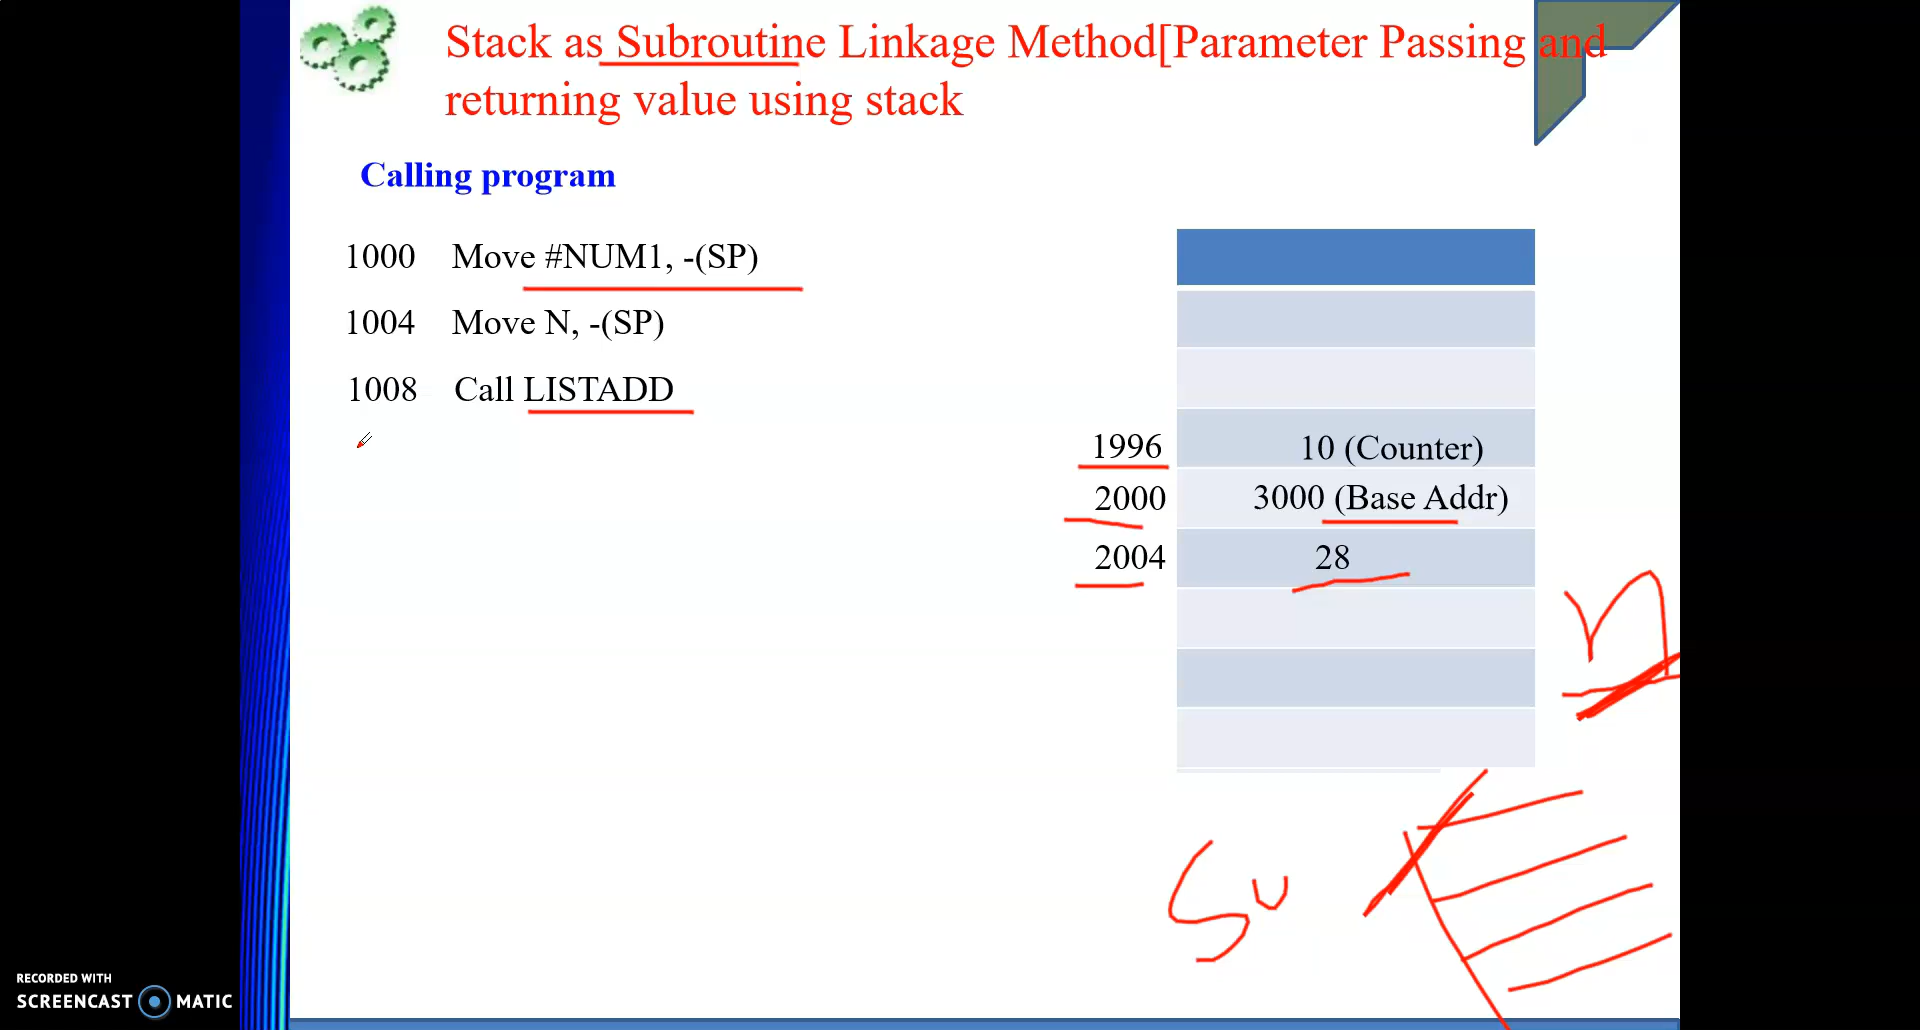 Stack as Subroutine Linkage Method[Parameter Passing and
returning value using stack
Calling program
1000 Move #NUM1, -(SP)
1004 Move N, -(SP)
1008 Call LISTADD
1996 10 (Counter)
2000 3000 (Base Addr)
2004 28
n
Su
RECORDED WITH
SCREENCAST MATIC